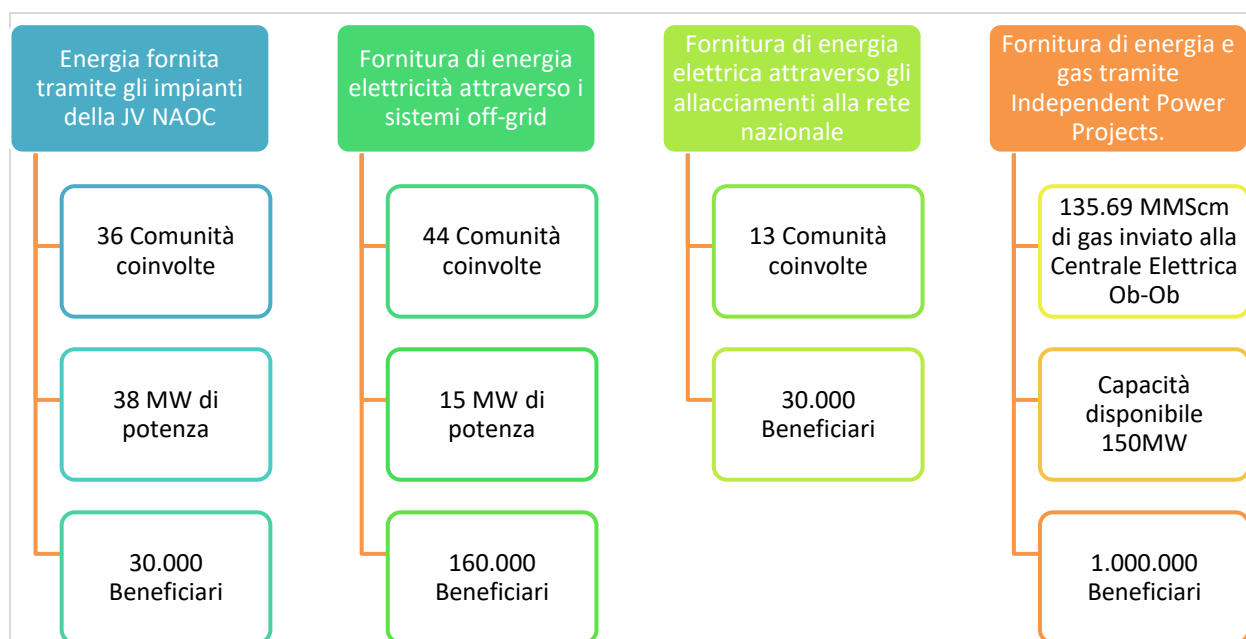 Energia fornita
tramite gli impianti
della JV NAOC
36 Comunità
coinvolte
38 MW di
potenza
30.000
Beneficiari
Fornitura di energia
elettricità attraverso i
sistemi off-grid
44 Comunità
coinvolte
15 MW di
potenza
160.000
Beneficiari
Fornitura di energia
elettrica attraverso gli
allacciamenti alla rete
nazionale
13 Comunità
coinvolte
30.000
Beneficiari
Fornitura di energia e
gas tramite
Independent Power
Projects.
135.69 MMScm
di gas inviato alla
Centrale Elettrica
Ob-Ob
Capacità
disponibile
150MW
1.000.000
Beneficiari